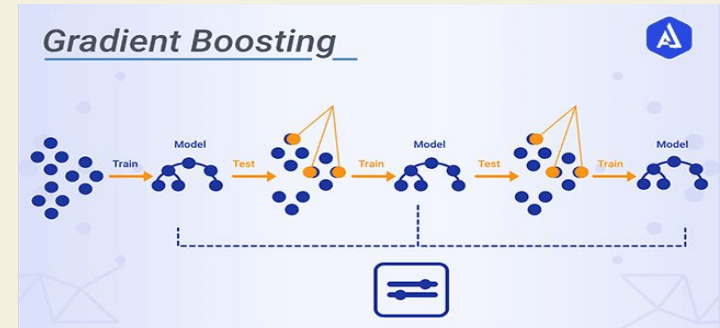 Gradient Boosting
Model
Model
Model
Train
Test
Train
Test
Train